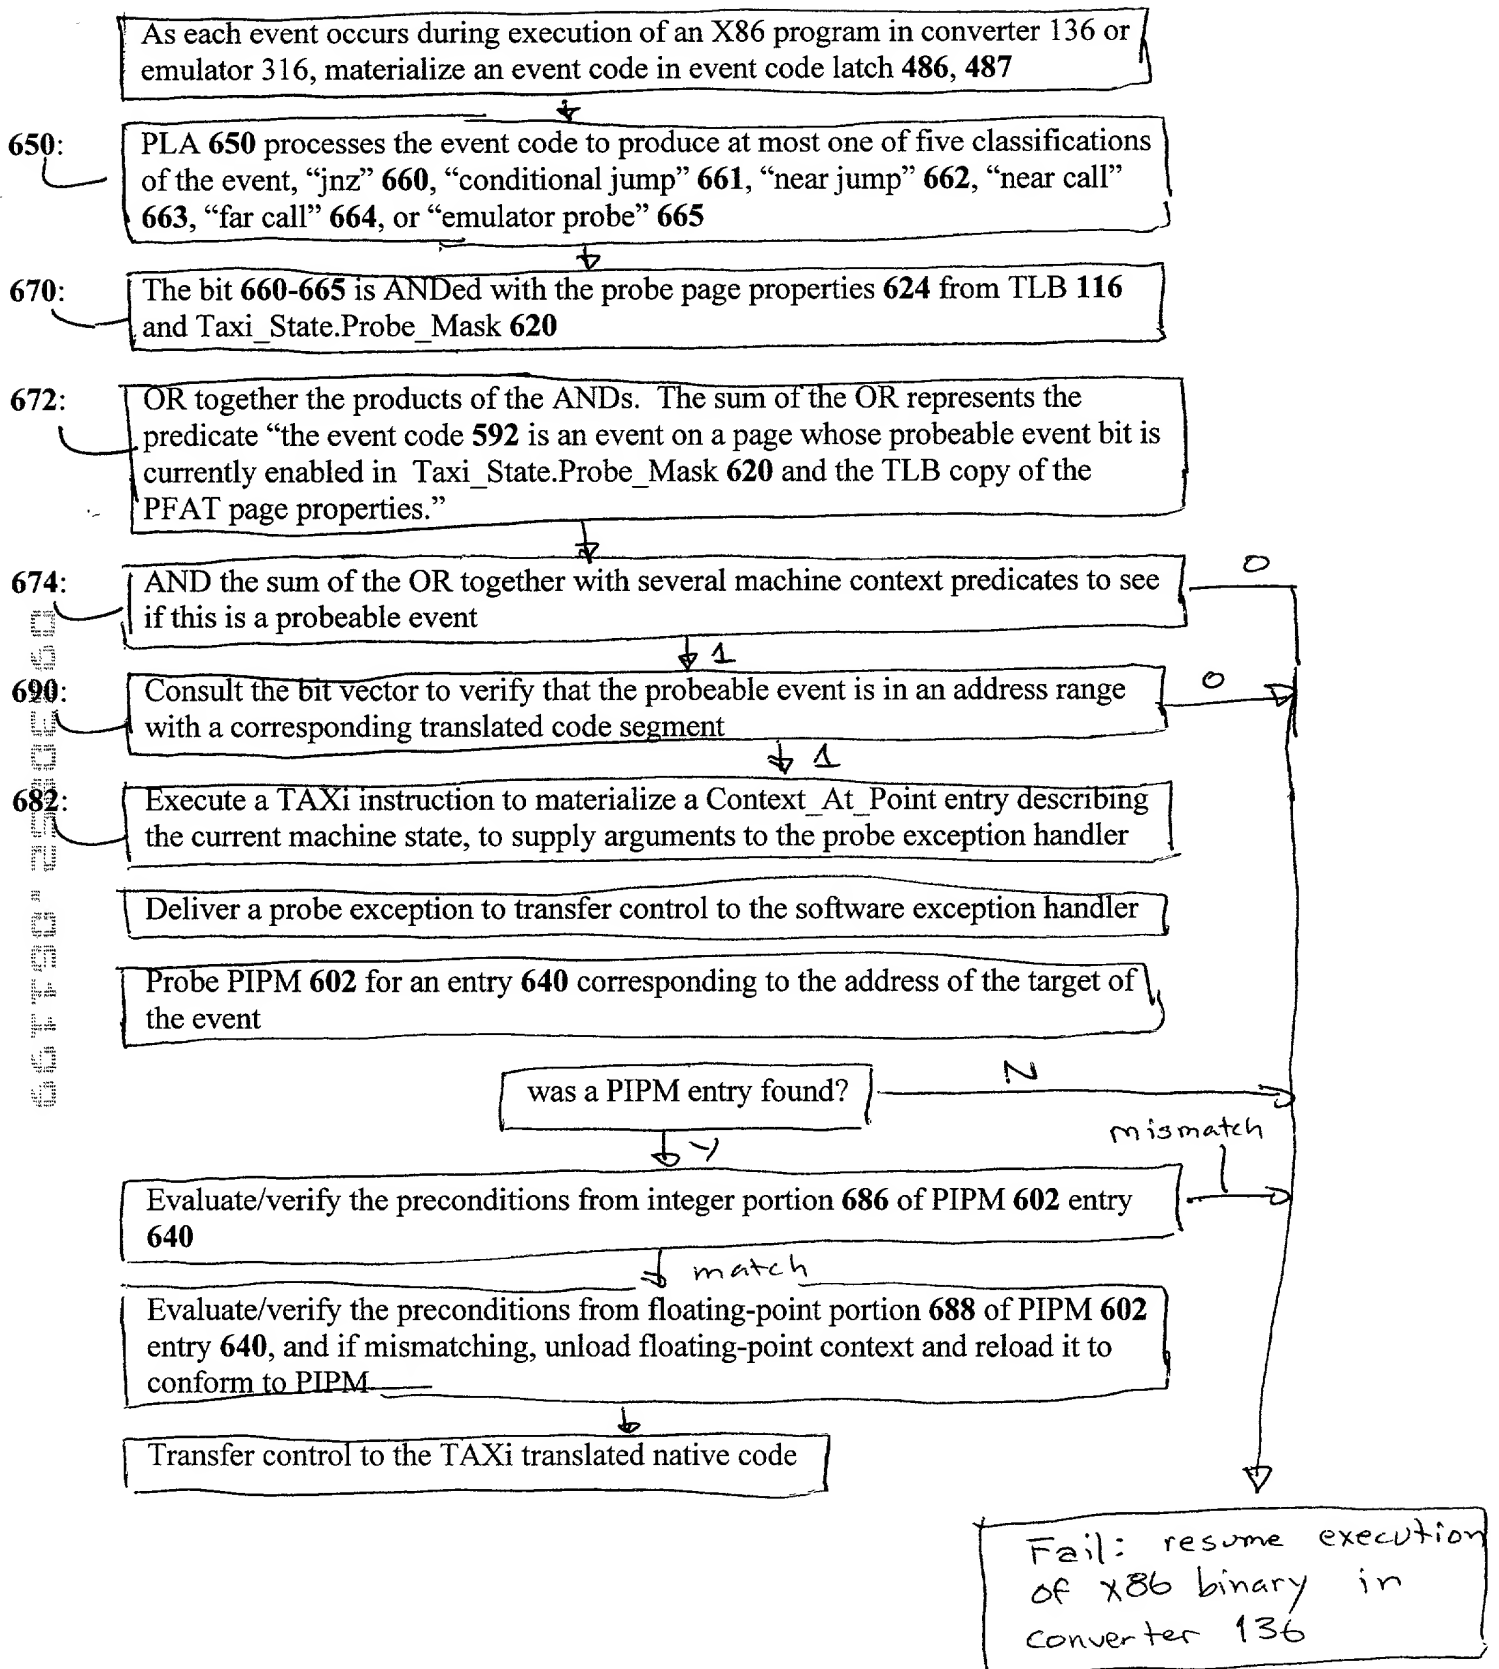 As each event occurs during execution of an X86 program in converter 136 or
emulator 316, materialize an event code in event code latch 486, 487
650: PLA 650 processes the event code to produce at most one of five classifications
of the event, “jnz” 660, “conditional jump” 661, “near jump” 662, “near call”
663, “far call” 664, or “emulator probe” 665
670: The bit 660-665 is ANDed with the probe page properties 624 from TLB 116
and Taxi_State.Probe_Mask 620
672: OR together the products of the ANDs. The sum of the OR represents the
predicate “the event code 592 is an event on a page whose probeable event bit is
currently enabled in Taxi_State.Probe_Mask 620 and the TLB copy of the
PFAT page properties.”
674: AND the sum of the OR together with several machine context predicates to see
if this is a probeable event
0
1
690: Consult the bit vector to verify that the probeable event is in an address range
with a corresponding translated code segment
0
1
682: Execute a TAXi instruction to materialize a Context_At_Point entry describing
the current machine state, to supply arguments to the probe exception handler
Deliver a probe exception to transfer control to the software exception handler
Probe PIPM 602 for an entry 640 corresponding to the address of the target of
the event
was a PIPM entry found?
N
Y
mismatch
Evaluate/verify the preconditions from integer portion 686 of PIPM 602 entry
640
match
Evaluate/verify the preconditions from floating-point portion 688 of PIPM 602
entry 640, and if mismatching, unload floating-point context and reload it to
conform to PIPM
Transfer control to the TAXi translated native code
Fail: resume execution
of X86 binary in
converter 136